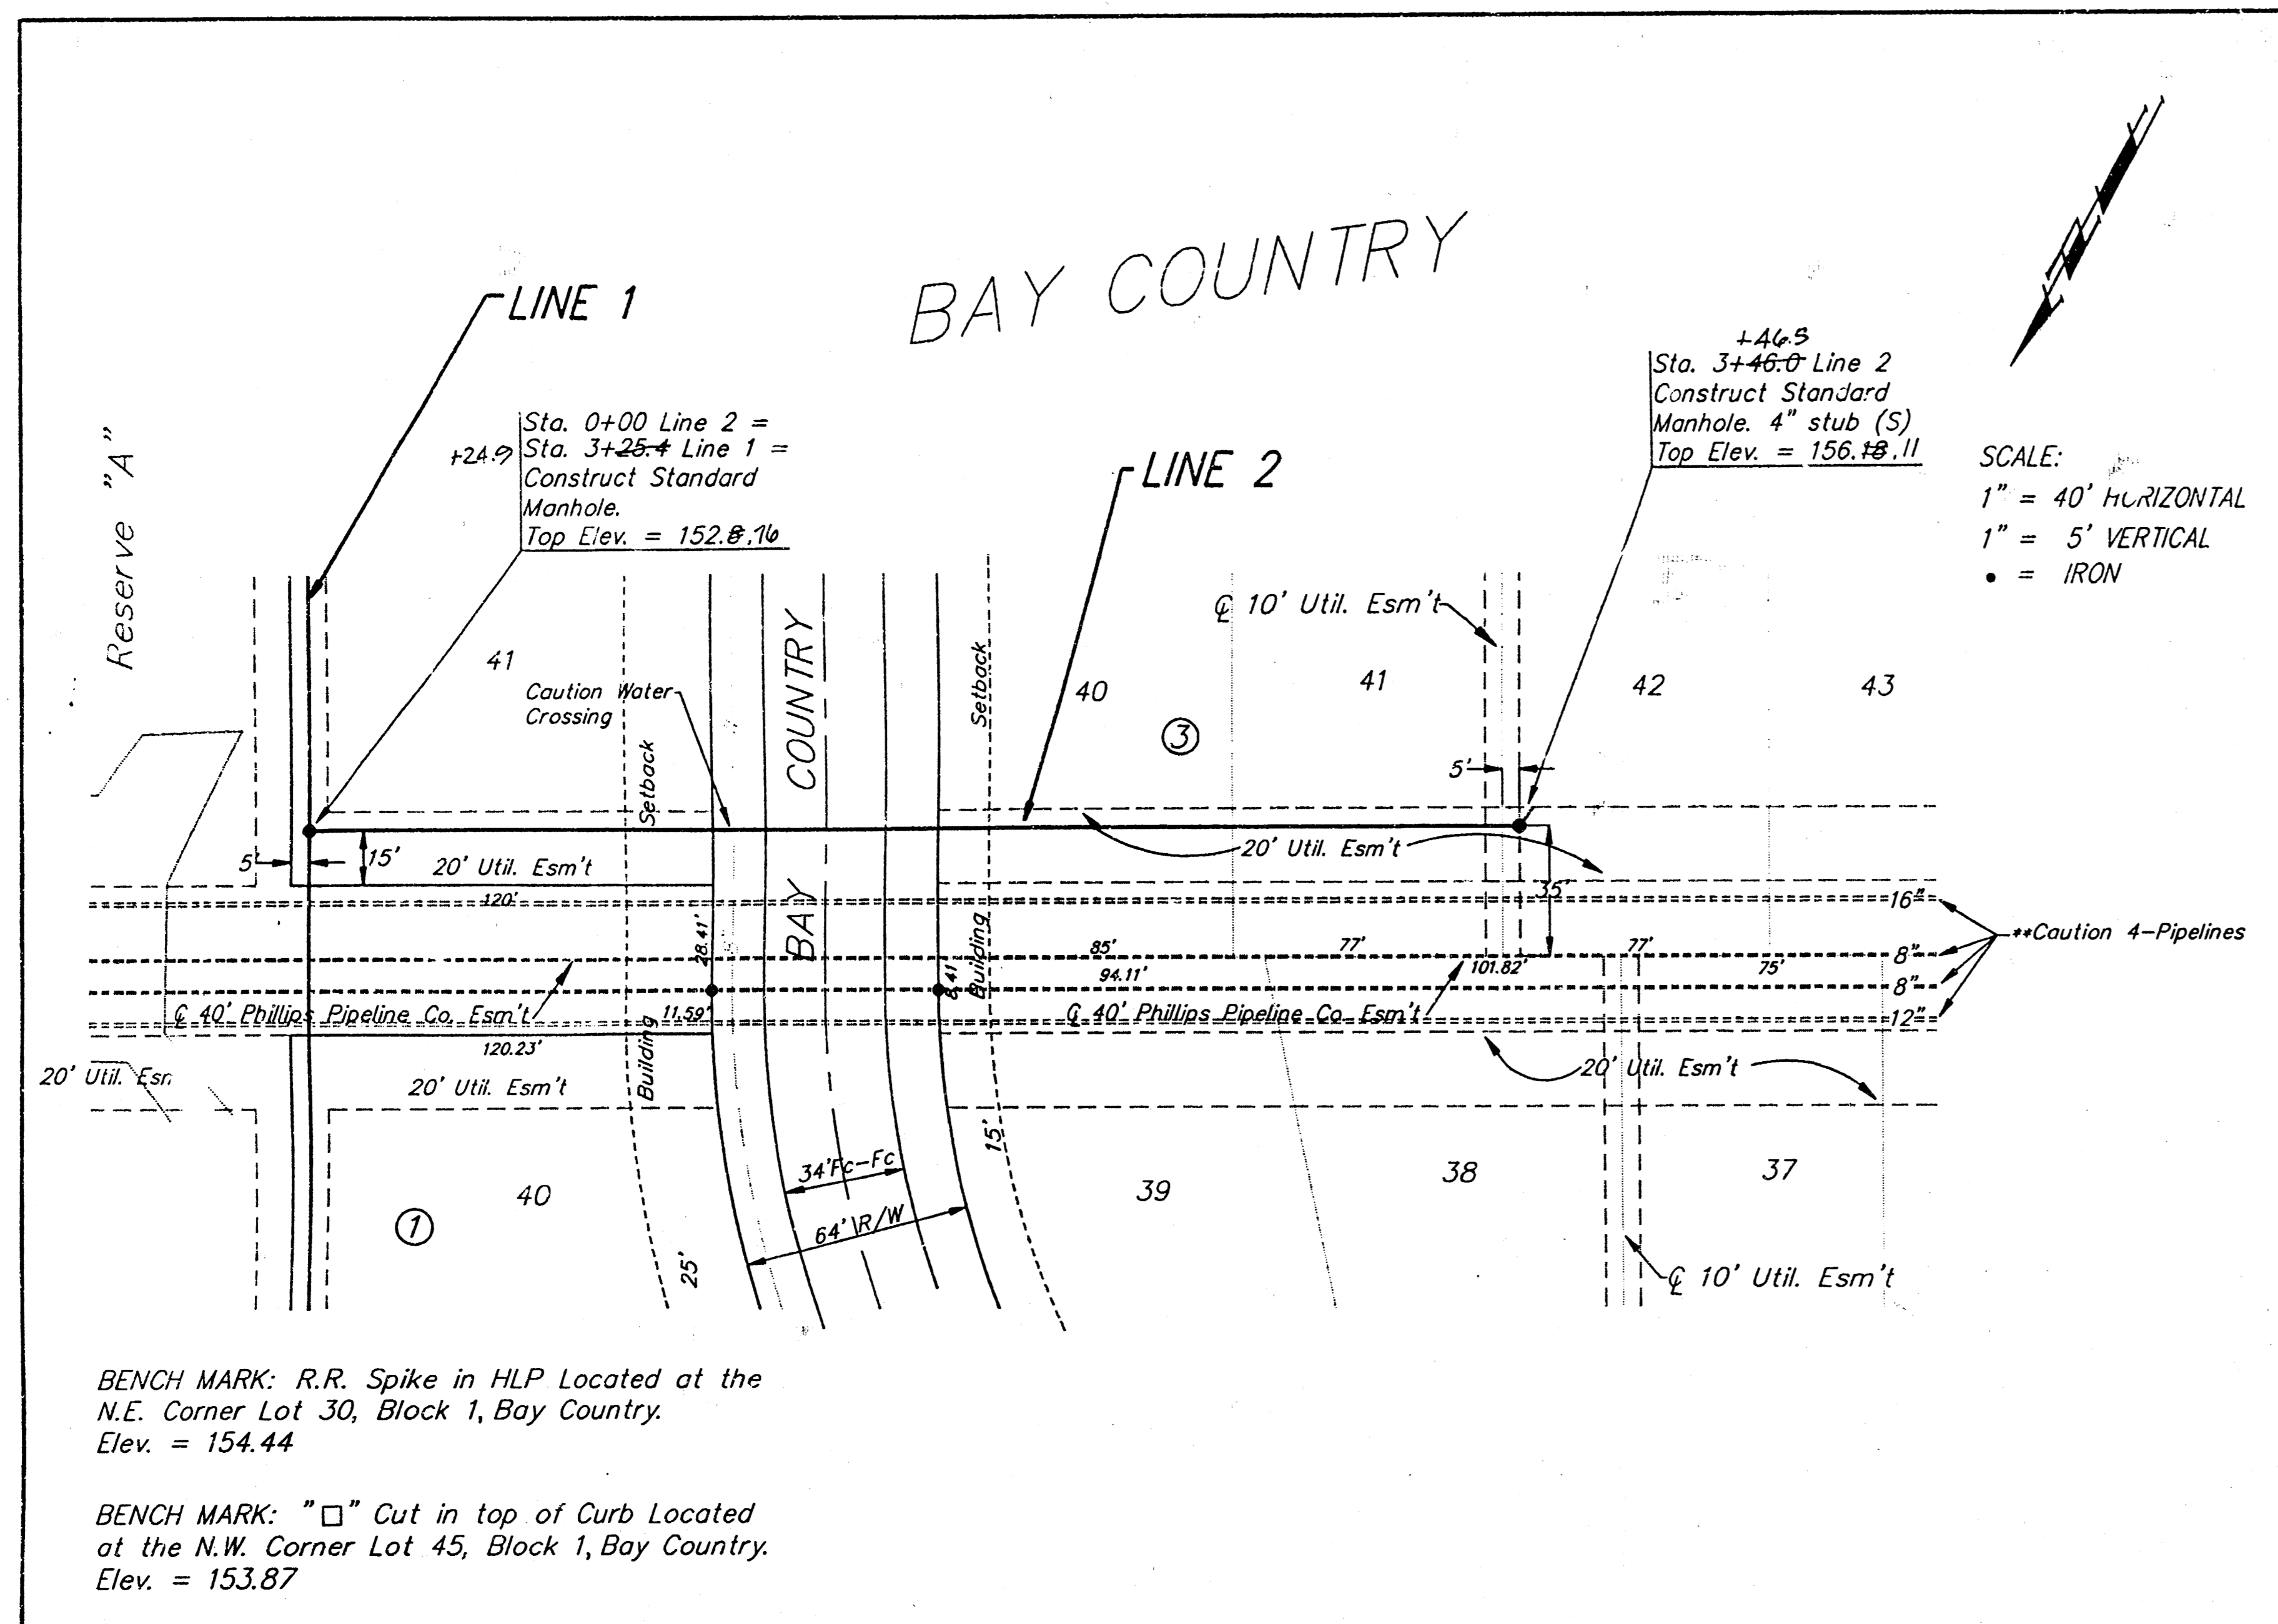 BAY COUNTRY
LINE 1
+46.5
Sta. 3+46.0 Line 2
Construct Standard
Manhole. 4" stub (S)
Top Elev. = 156.18 .11
Sta. 0+00 Line 2 =
+24.9 Sta. 3+25.4 Line 1 =
Construct Standard
Manhole.
Top Elev. = 152.8 .76
LINE 2
SCALE:
1" = 40' HORIZONTAL
1" = 5' VERTICAL
• = IRON
Reserve "A"
℄ 10' Util. Esm't
41
Caution Water
Crossing
Setback
BAY COUNTRY
Setback
40
41
42
43
3
5'
5'
15'
20' Util. Esm't
20' Util. Esm't
35'
120'
16"
28.41'
85'
77'
77'
8"
**Caution 4-Pipelines
94.11'
101.82'
75'
8.41
Building
8"
℄ 40' Phillips Pipeline Co. Esm't
11.59'
℄ 40' Phillips Pipeline Co. Esm't
12"
120.23'
Building
20' Util.
20' Util. Esm't
20' Util. Esm't
15'
34'Fc-Fc
64' R/W
25'
40
1
39
38
37
℄ 10' Util. Esm't
BENCH MARK: R.R. Spike in HLP Located at the
N.E. Corner Lot 30, Block 1, Bay Country.
Elev. = 154.44
BENCH MARK: "□" Cut in top of Curb Located
at the N.W. Corner Lot 45, Block 1, Bay Country.
Elev. = 153.87